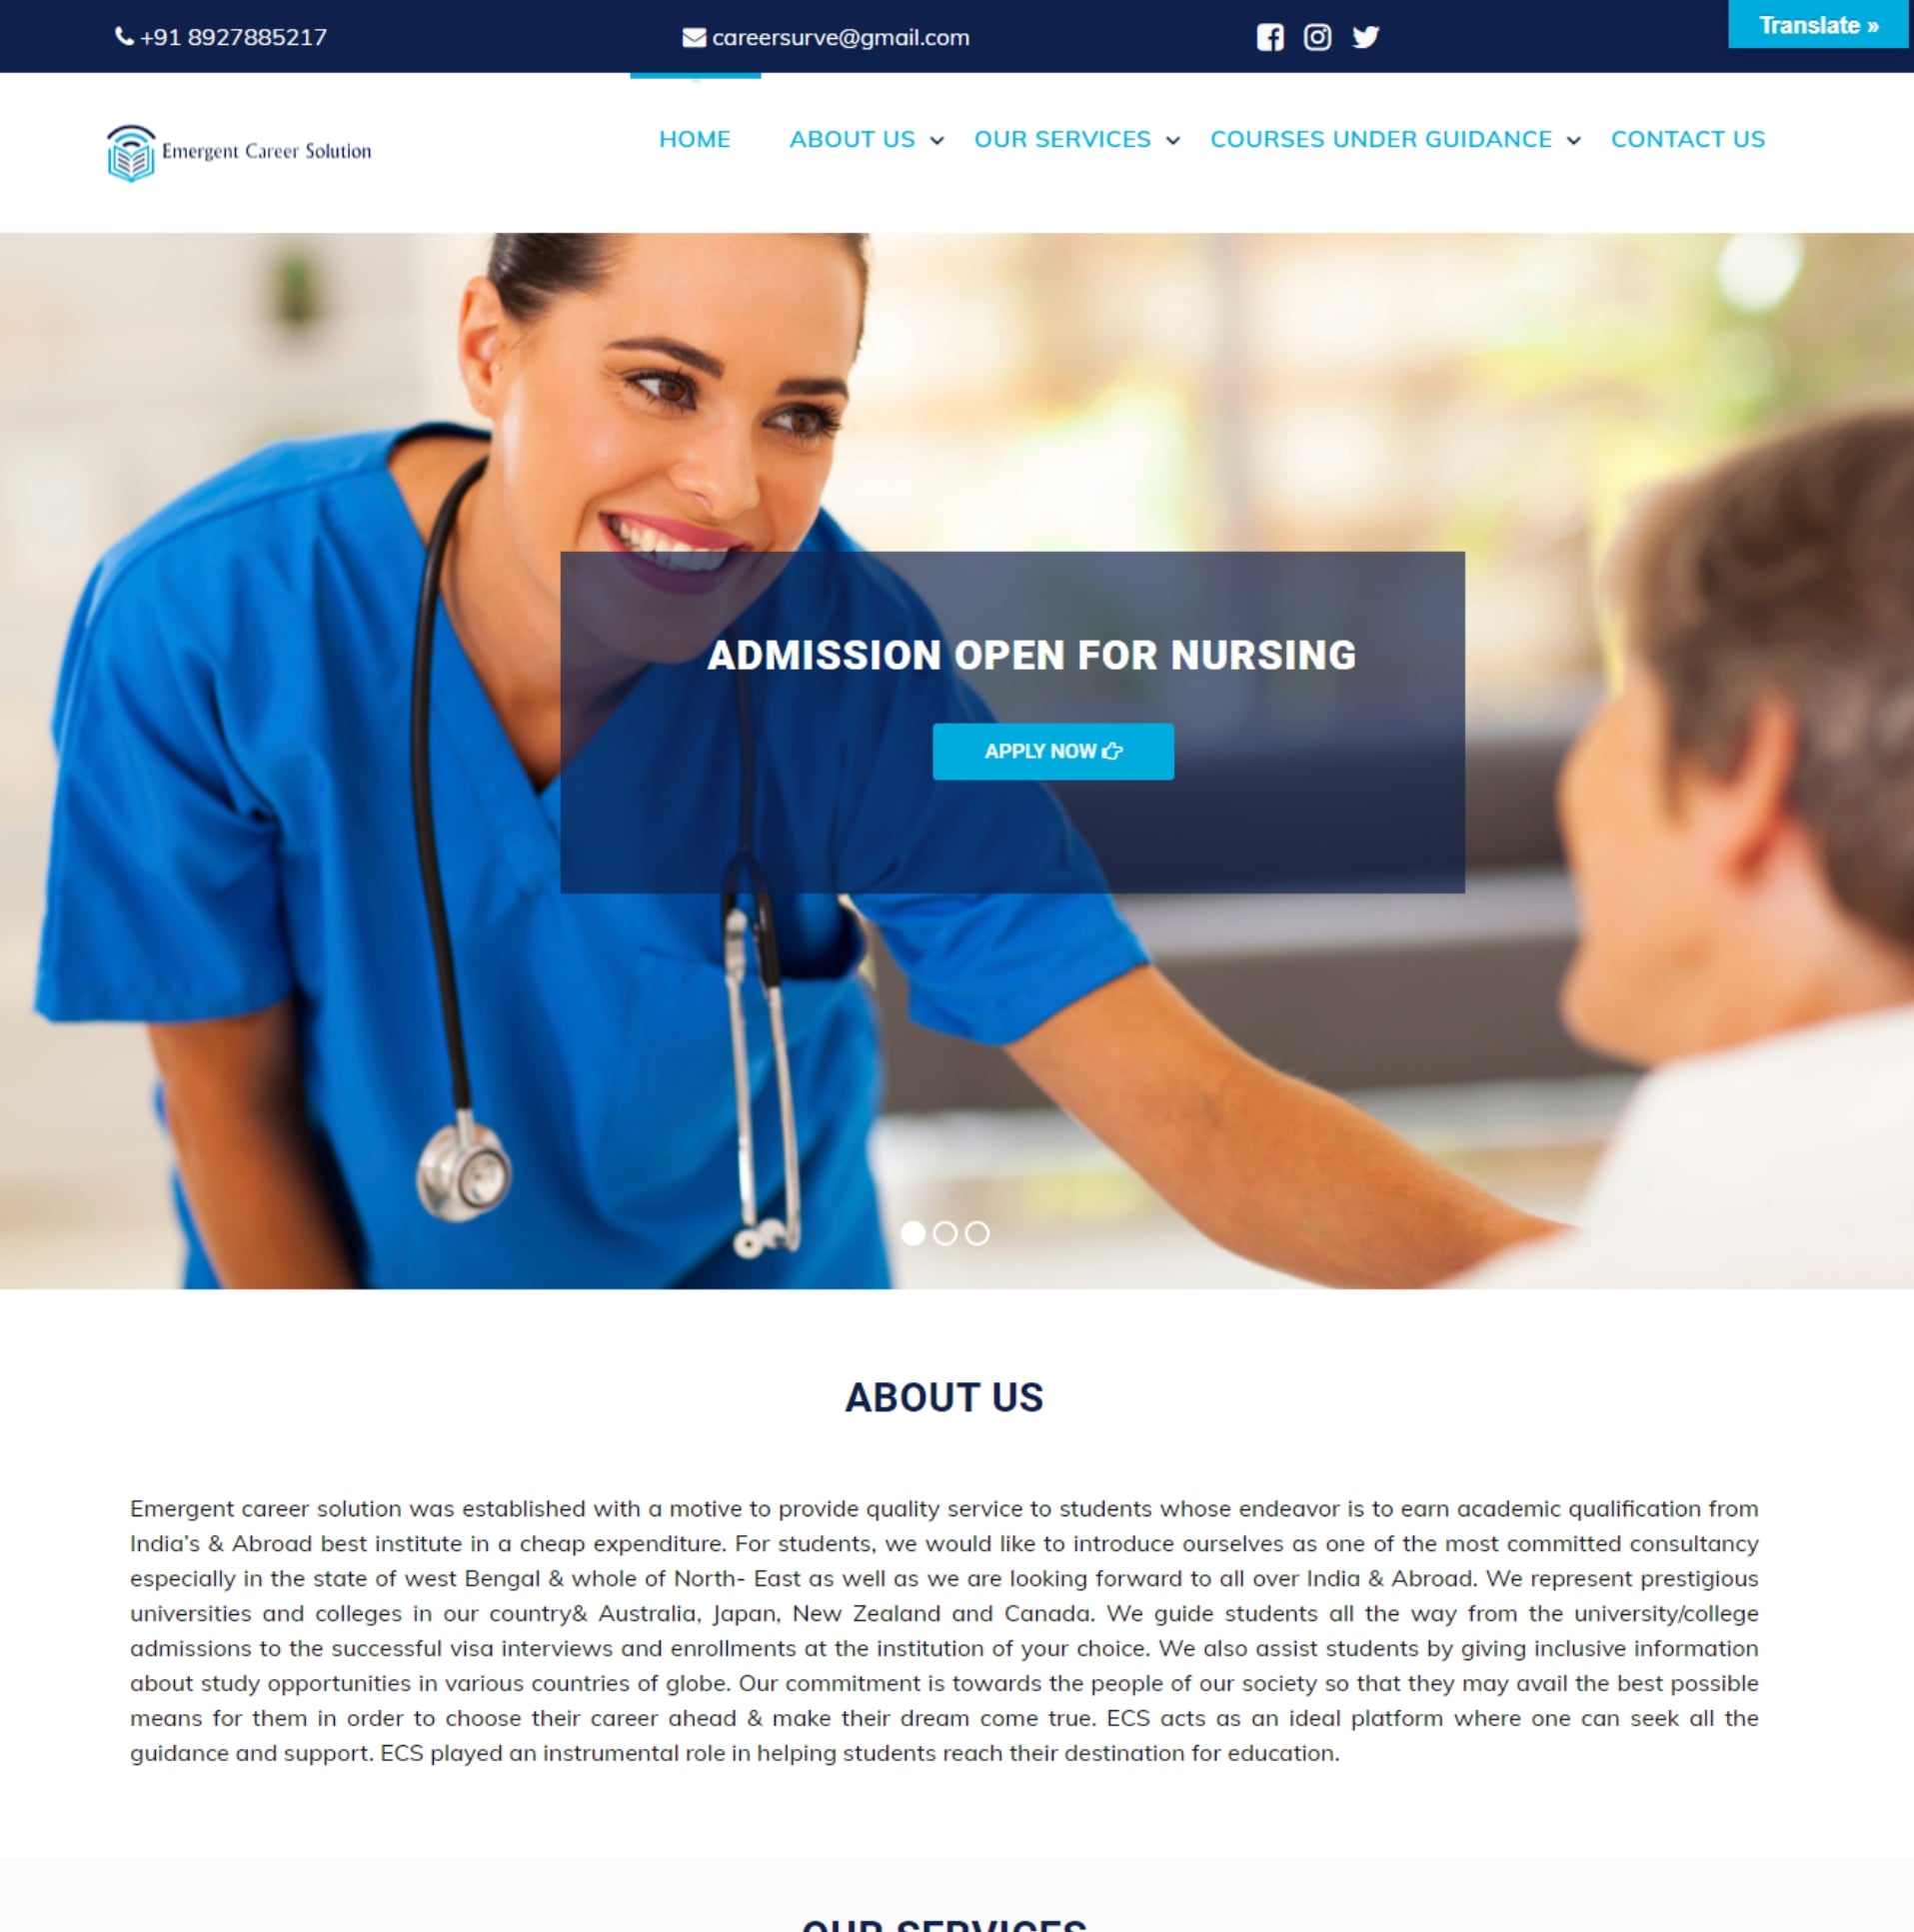 +91 8927885217
careersurve@gmail.com
Translate »
Emergent Career Solution
HOME
ABOUT US
OUR SERVICES
COURSES UNDER GUIDANCE
CONTACT US
ADMISSION OPEN FOR NURSING
APPLY NOW
ABOUT US
Emergent career solution was established with a motive to provide quality service to students whose endeavor is to earn academic qualification from
India’s & Abroad best institute in a cheap expenditure. For students, we would like to introduce ourselves as one of the most committed consultancy
especially in the state of west Bengal & whole of North- East as well as we are looking forward to all over India & Abroad. We represent prestigious
universities and colleges in our country& Australia, Japan, New Zealand and Canada. We guide students all the way from the university/college
admissions to the successful visa interviews and enrollments at the institution of your choice. We also assist students by giving inclusive information
about study opportunities in various countries of globe. Our commitment is towards the people of our society so that they may avail the best possible
means for them in order to choose their career ahead & make their dream come true. ECS acts as an ideal platform where one can seek all the
guidance and support. ECS played an instrumental role in helping students reach their destination for education.
OUR SERVICES